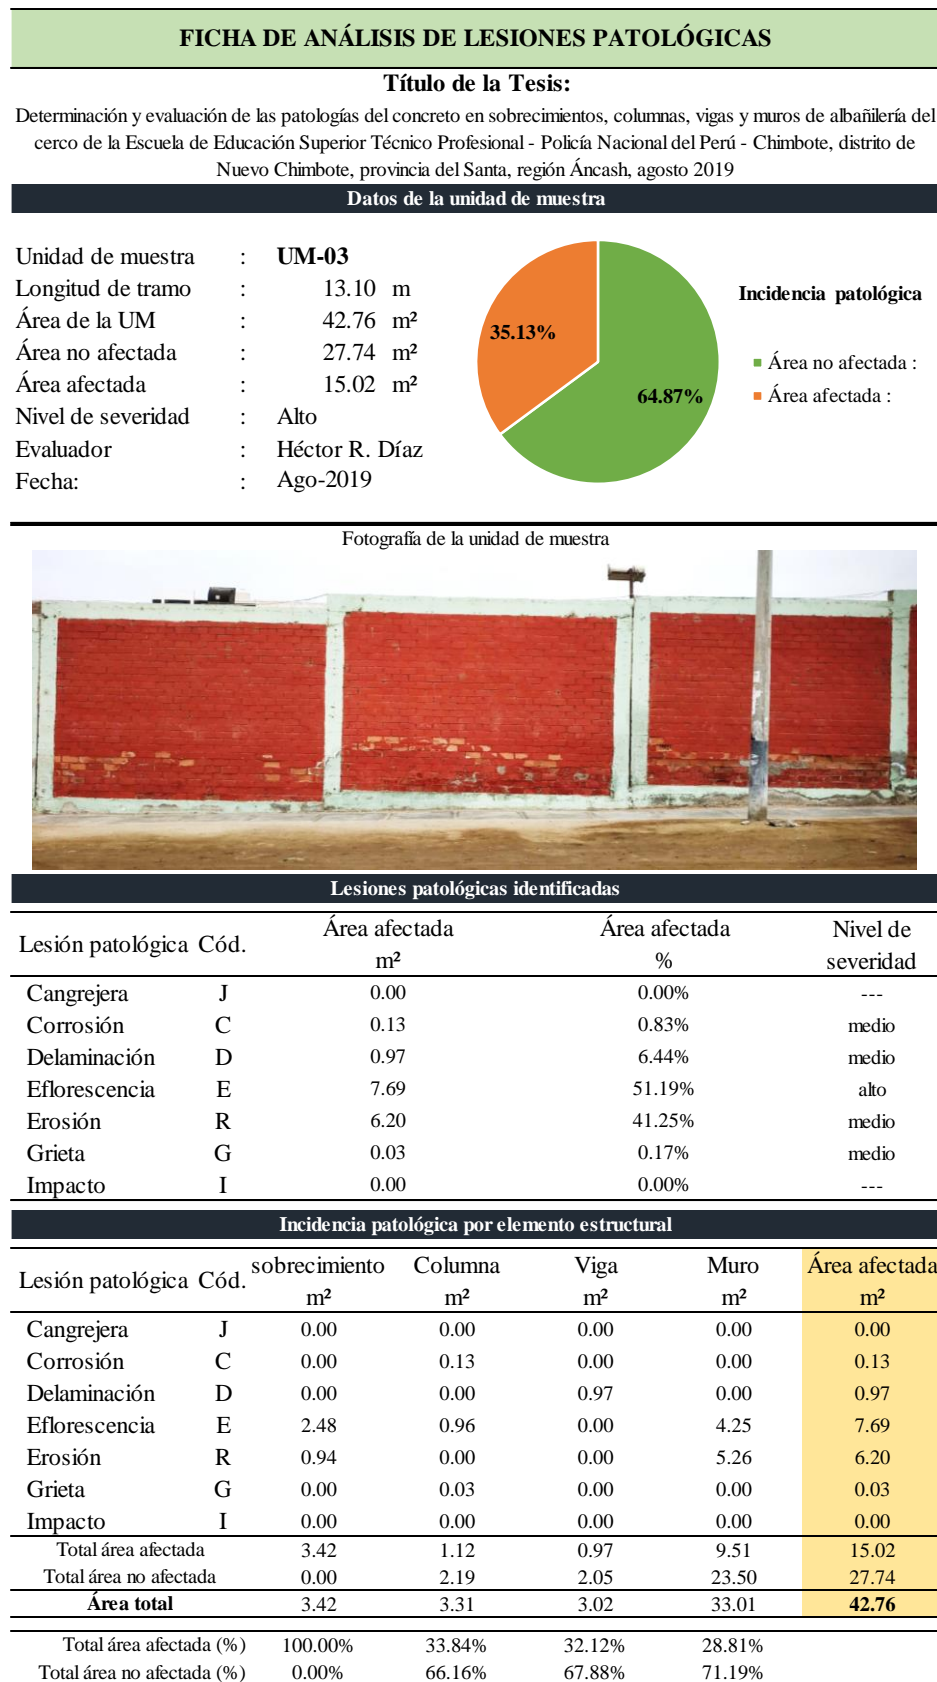 FICHA DE ANÁLISIS DE LESIONES PATOLÓGICAS
Título de la Tesis:
Determinación y evaluación de las patologías del concreto en sobrecimientos, columnas, vigas y muros de albañilería del
cerco de la Escuela de Educación Superior Técnico Profesional - Policía Nacional del Perú - Chimbote, distrito de
Nuevo Chimbote, provincia del Santa, región Áncash, agosto 2019
Datos de la unidad de muestra
Unidad de muestra : UM-03
Longitud de tramo : 13.10 m
Área de la UM : 42.76 m²
Área no afectada : 27.74 m²
Área afectada : 15.02 m²
Nivel de severidad : Alto
Evaluador : Héctor R. Díaz
Fecha: : Ago-2019
35.13%
64.87%
Incidencia patológica
Área no afectada :
Área afectada :
Fotografía de la unidad de muestra
Lesiones patológicas identificadas
Lesión patológica Cód. Área afectada m² Área afectada % Nivel de severidad
Cangrejera J 0.00 0.00% ---
Corrosión C 0.13 0.83% medio
Delaminación D 0.97 6.44% medio
Eflorescencia E 7.69 51.19% alto
Erosión R 6.20 41.25% medio
Grieta G 0.03 0.17% medio
Impacto I 0.00 0.00% ---
Incidencia patológica por elemento estructural
Lesión patológica Cód. sobrecimiento m² Columna m² Viga m² Muro m² Área afectada m²
Cangrejera J 0.00 0.00 0.00 0.00 0.00
Corrosión C 0.00 0.13 0.00 0.00 0.13
Delaminación D 0.00 0.00 0.97 0.00 0.97
Eflorescencia E 2.48 0.96 0.00 4.25 7.69
Erosión R 0.94 0.00 0.00 5.26 6.20
Grieta G 0.00 0.03 0.00 0.00 0.03
Impacto I 0.00 0.00 0.00 0.00 0.00
Total área afectada 3.42 1.12 0.97 9.51 15.02
Total área no afectada 0.00 2.19 2.05 23.50 27.74
Área total 3.42 3.31 3.02 33.01 42.76
Total área afectada (%) 100.00% 33.84% 32.12% 28.81%
Total área no afectada (%) 0.00% 66.16% 67.88% 71.19%